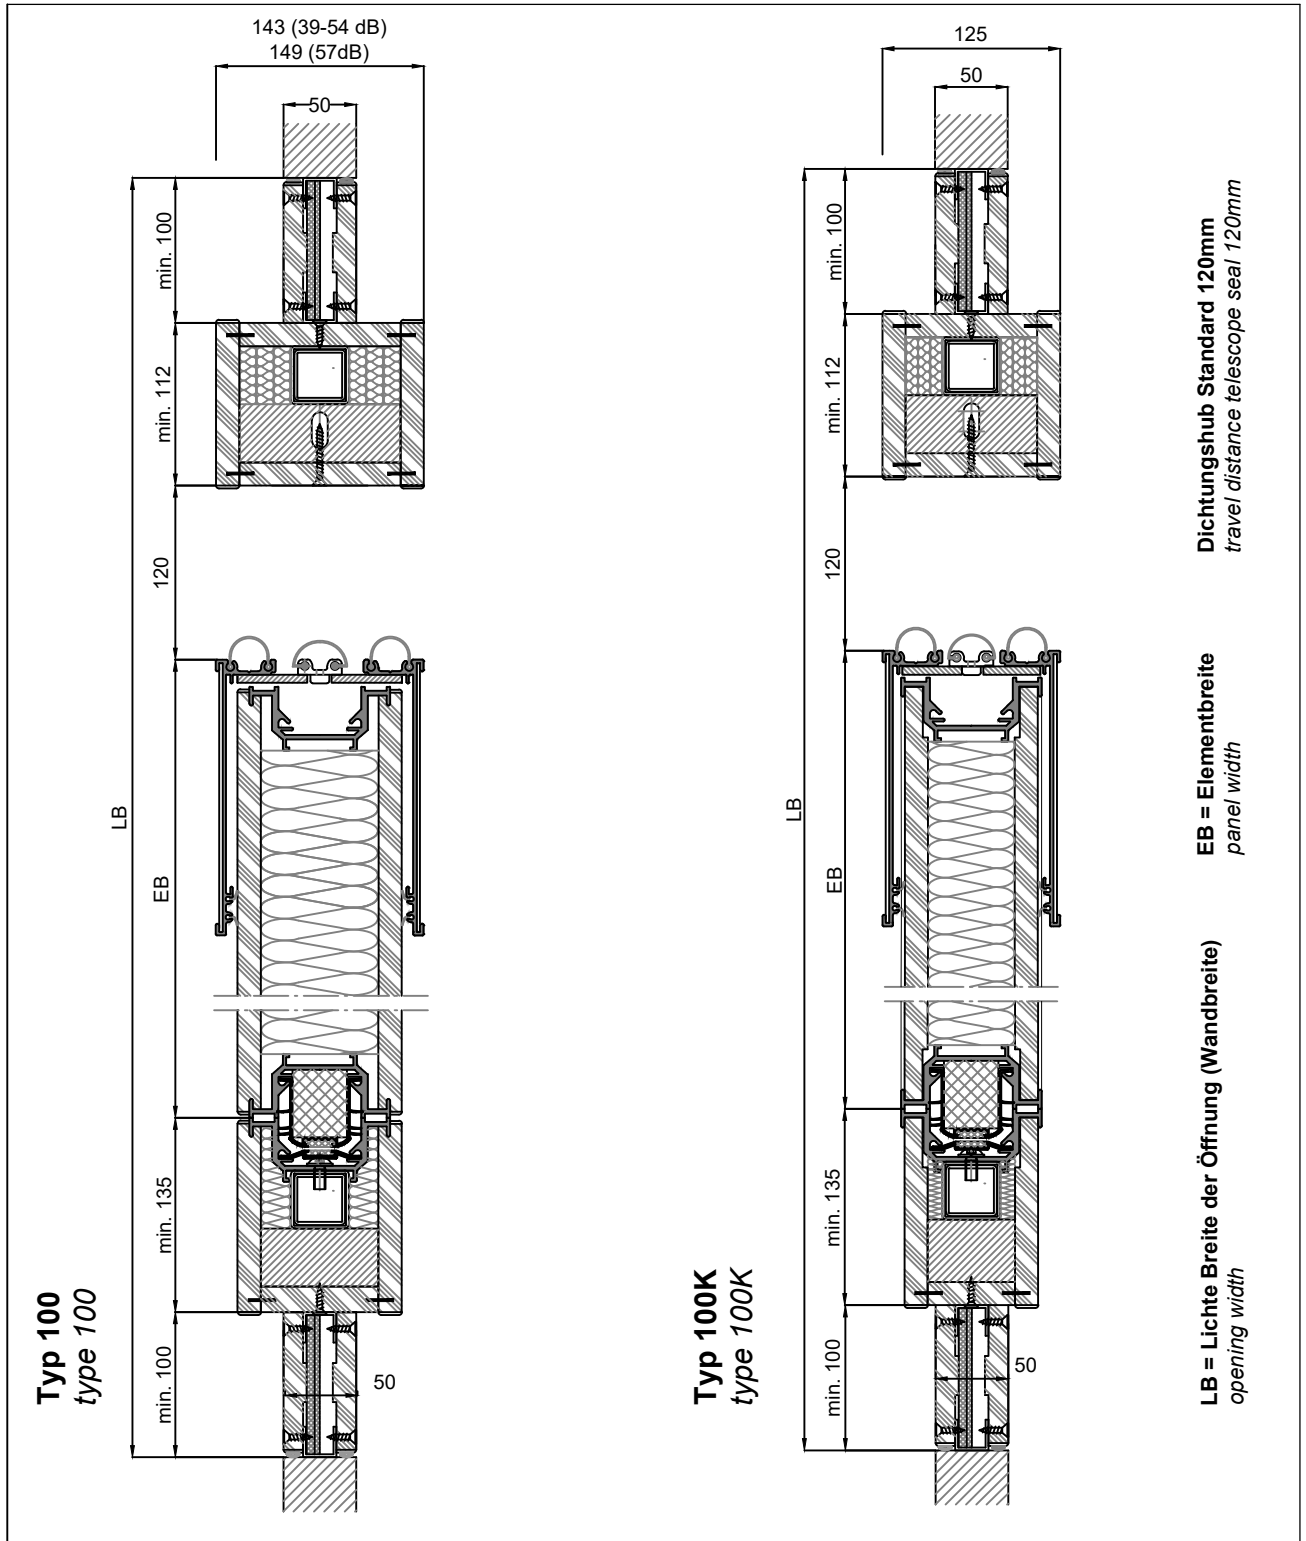 143 (39-54 dB)
149 (57dB)
50
min. 100
min. 112
120
LB
EB
min. 135
min. 100
50
Typ 100
type 100
125
50
min. 100
min. 112
120
LB
EB
min. 135
min. 100
50
Typ 100K
type 100K
LB = Lichte Breite der Öffnung (Wandbreite)
opening width
EB = Elementbreite
panel width
Dichtungshub Standard 120mm
travel distance telescope seal 120mm